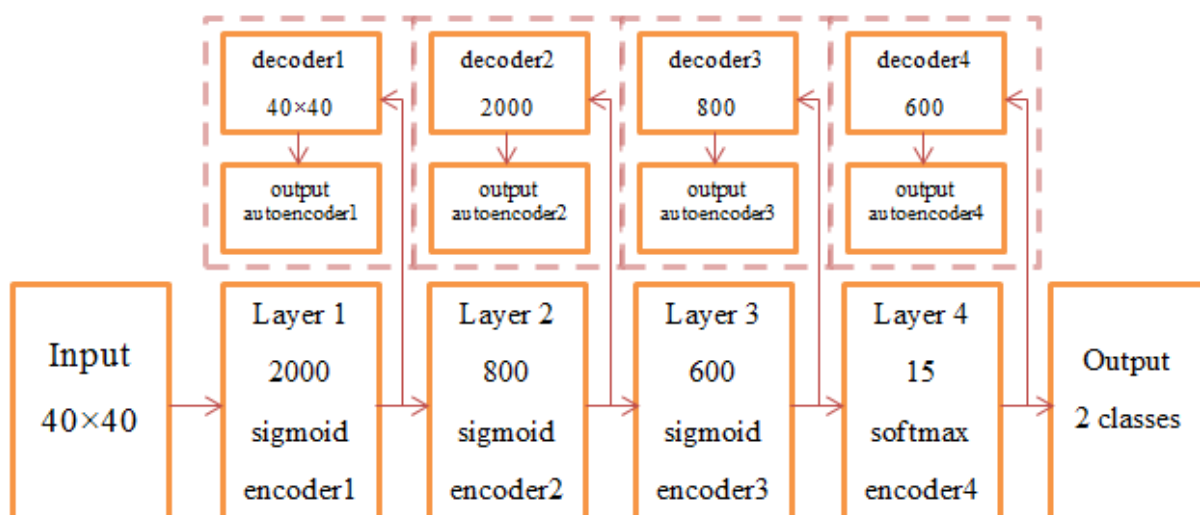 decoder1
40×40
output
autoencoder1
decoder2
2000
output
autoencoder2
decoder3
800
output
autoencoder3
decoder4
600
output
autoencoder4
Input
40×40
Layer 1
2000
sigmoid
encoder1
Layer 2
800
sigmoid
encoder2
Layer 3
600
sigmoid
encoder3
Layer 4
15
softmax
encoder4
Output
2 classes